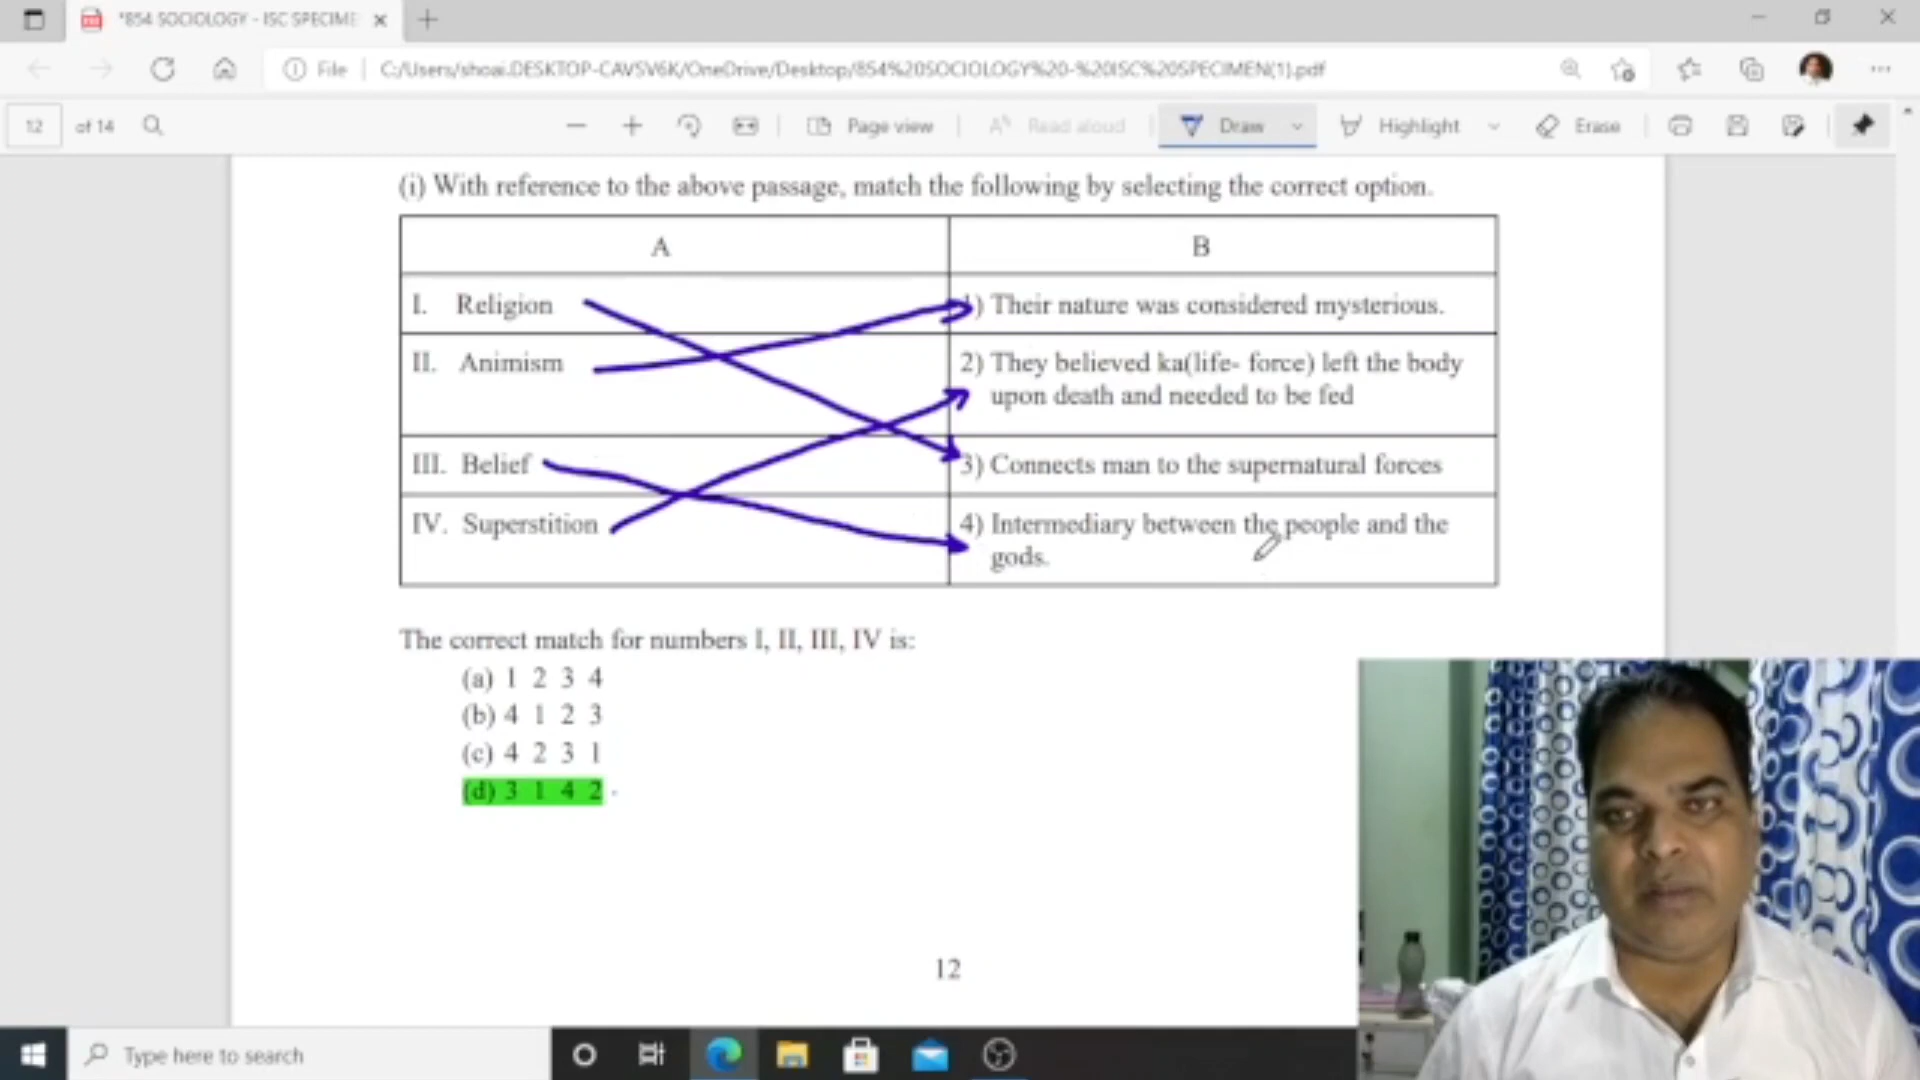 *854 SOCIOLOGY - ISC SPECIME
File
C:/Users/shoai.DESKTOP-CAVSV6K/OneDrive/Desktop/854%20SOCIOLOGY%20-%20ISC%20SPECIMEN(1).pdf
12 of 14
Page view
Read aloud
Draw
Highlight
Erase
(i) With reference to the above passage, match the following by selecting the correct option.
A B
I. Religion 1) Their nature was considered mysterious.
II. Animism 2) They believed ka(life- force) left the body
upon death and needed to be fed
III. Belief 3) Connects man to the supernatural forces
IV. Superstition 4) Intermediary between the people and the
gods.
The correct match for numbers I, II, III, IV is:
(a) 1 2 3 4
(b) 4 1 2 3
(c) 4 2 3 1
(d) 3 1 4 2
12
Type here to search